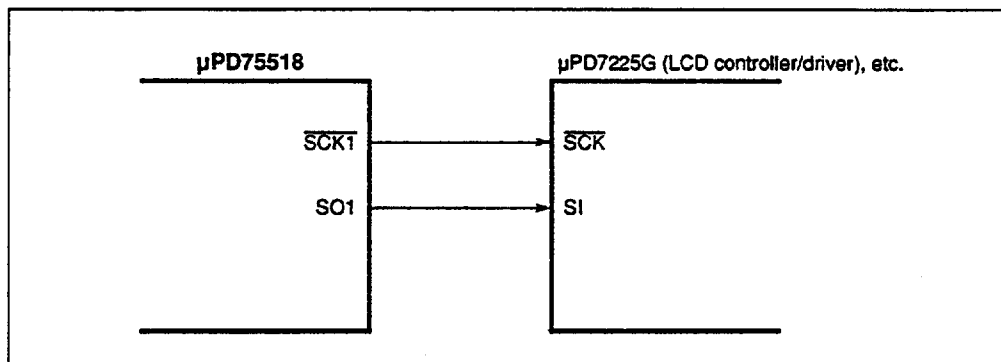 µPD75518
µPD7225G (LCD controller/driver), etc.
SCK1
SCK
SO1
SI